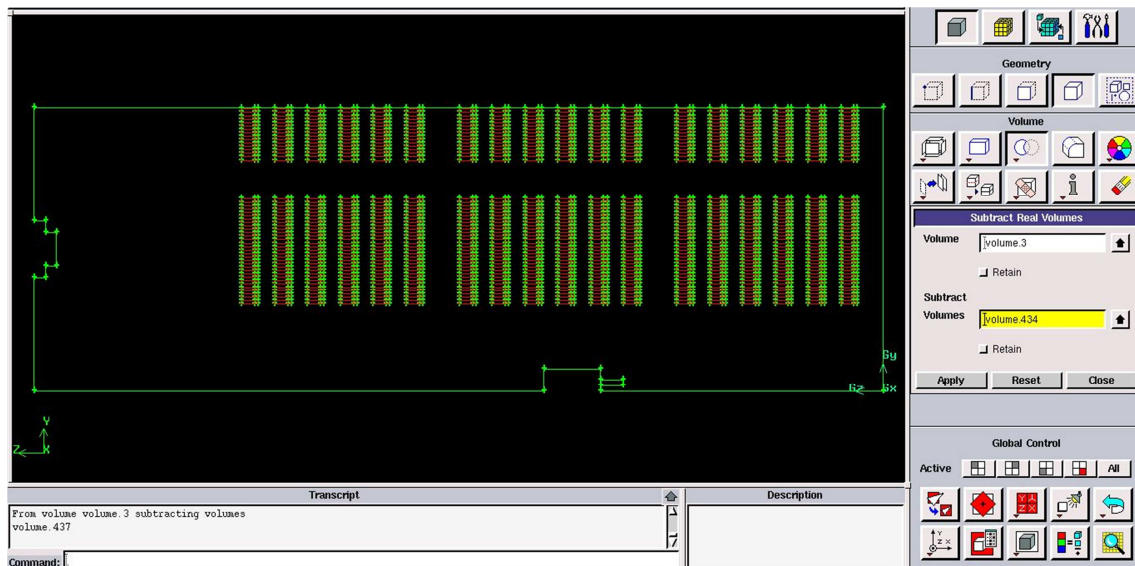 Geometry
Volume
Subtract Real Volumes
Volume
volume.3
Retain
Subtract
Volumes
volume.434
Retain
Apply Reset Close
Gy
Gz Gx
Y
Z X
Global Control
Active All
Transcript Description
From volume volume.3 subtracting volumes
volume.437
Command: